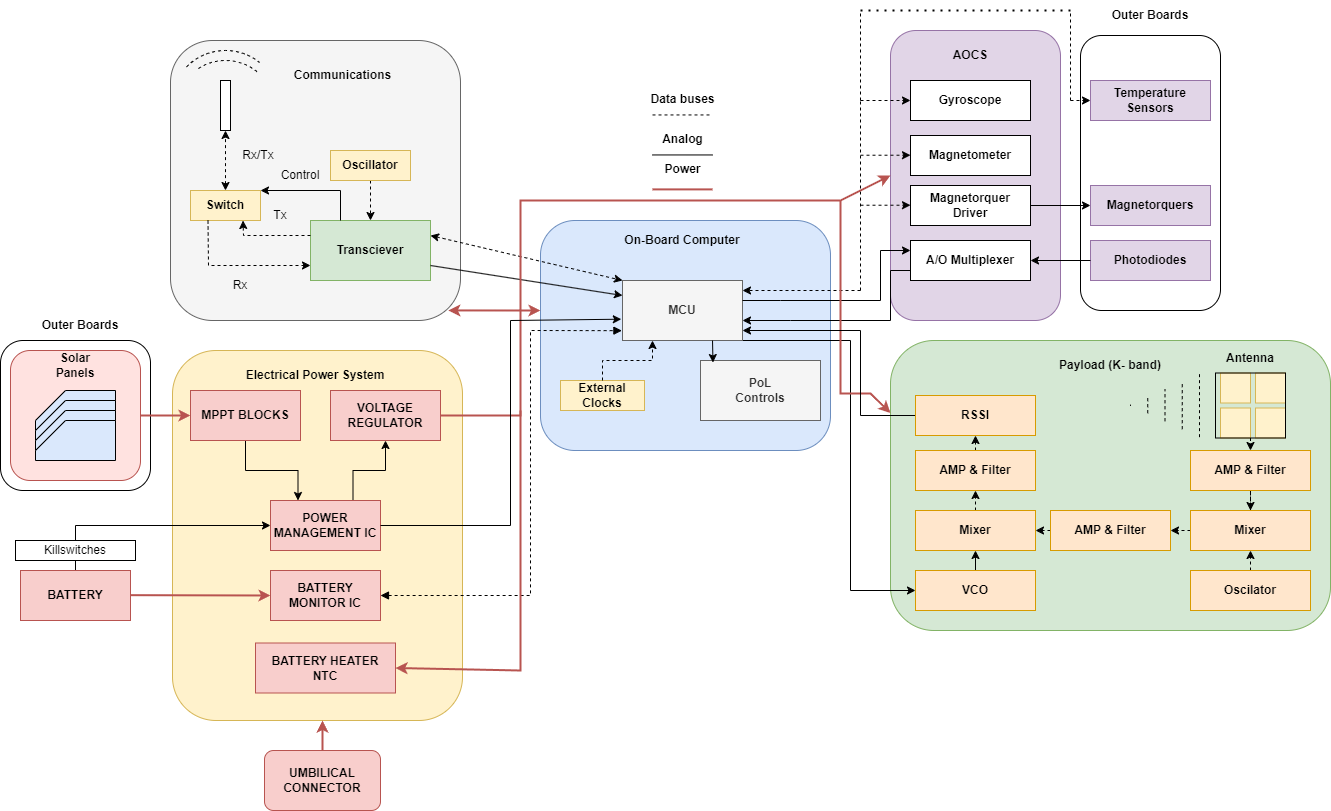 Outer Boards
Communications
AOCS
Data buses
Gyroscope
Temperature
Sensors
Analog
Rx/Tx
Oscillator
Magnetometer
Control
Power
Switch
Tx
Magnetorquer
Driver
Magnetorquers
Transciever
On-Board Computer
A/O Multiplexer
Photodiodes
Rx
MCU
Outer Boards
Solar
Panels
Electrical Power System
External
Clocks
PoL
Controls
Payload (K- band)
Antenna
MPPT BLOCKS
VOLTAGE
REGULATOR
RSSI
AMP & Filter
AMP & Filter
POWER
MANAGEMENT IC
Mixer
AMP & Filter
Mixer
Killswitches
BATTERY
BATTERY
MONITOR IC
VCO
Oscilator
BATTERY HEATER
NTC
UMBILICAL
CONNECTOR